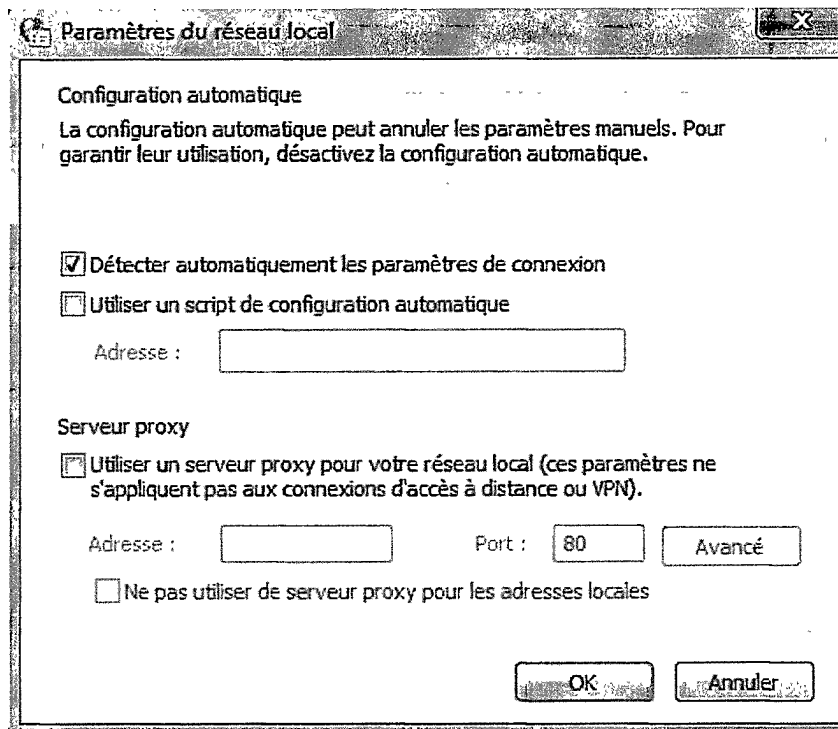 Paramètres du réseau local
Configuration automatique
La configuration automatique peut annuler les paramètres manuels. Pour
garantir leur utilisation, désactivez la configuration automatique.
Détecter automatiquement les paramètres de connexion
Utiliser un script de configuration automatique
Adresse :
Serveur proxy
Utiliser un serveur proxy pour votre réseau local (ces paramètres ne
s'appliquent pas aux connexions d'accès à distance ou VPN).
Adresse : Port : 80 Avancé
Ne pas utiliser de serveur proxy pour les adresses locales
OK Annuler